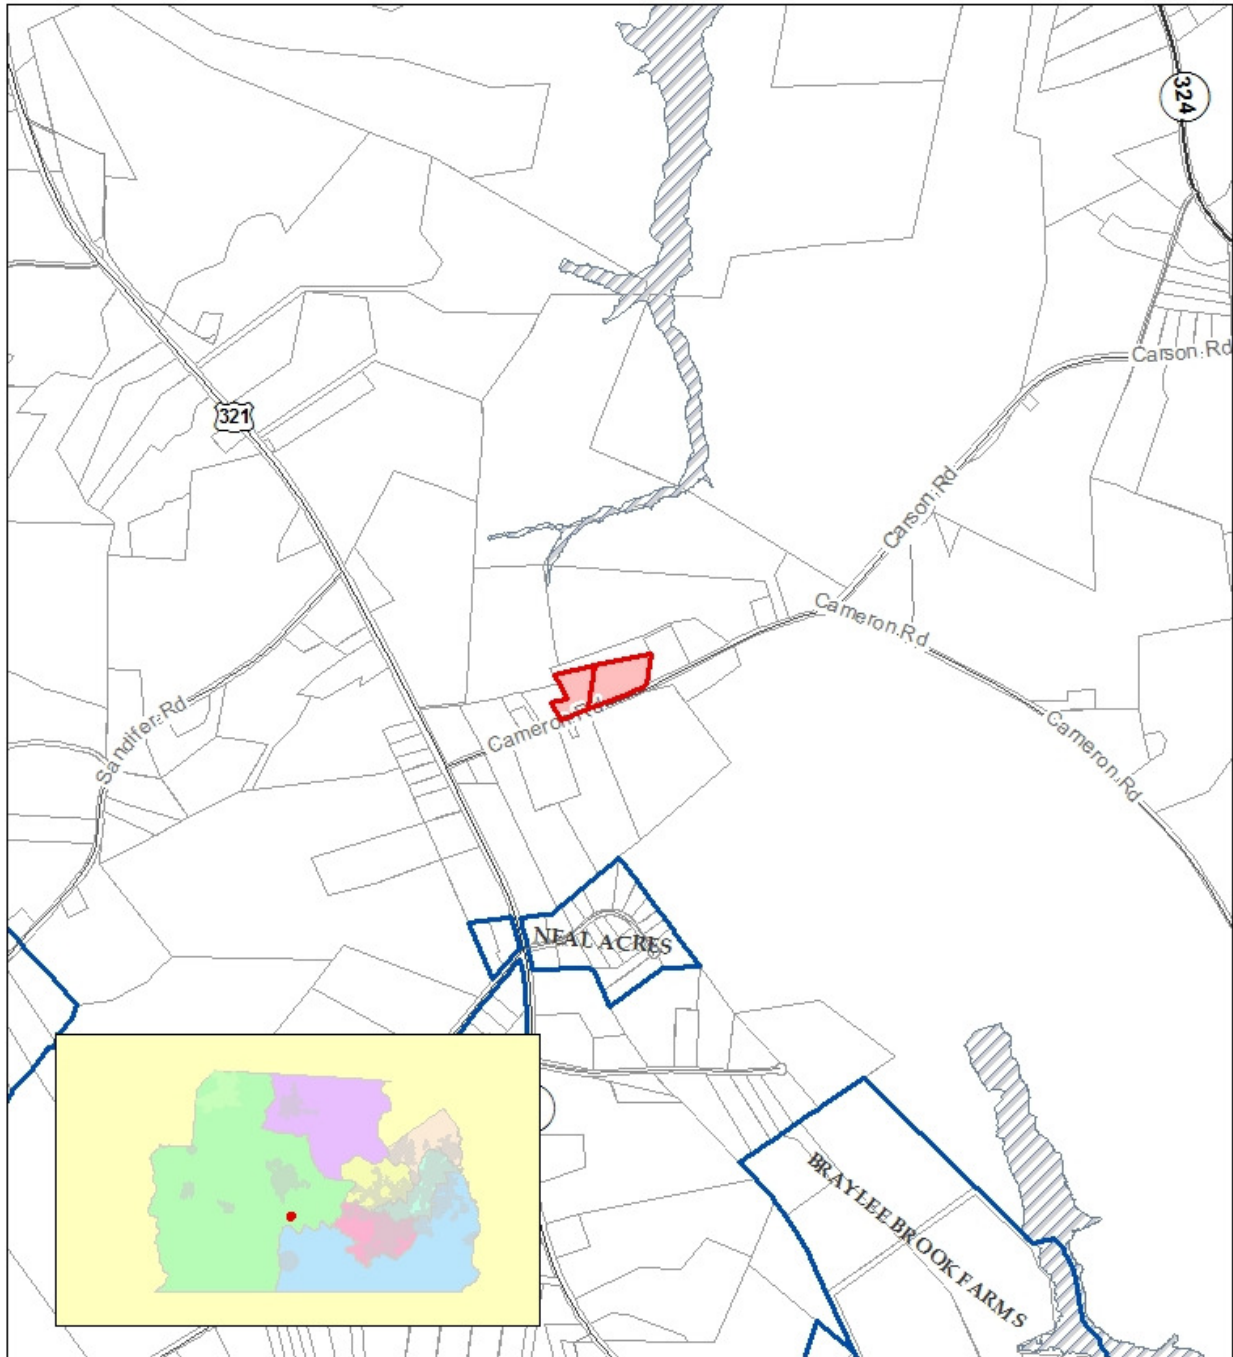 324
Carson Rd
321
Carson Rd
Cameron Rd
Sandifer Rd
Cameron Rd
Cameron Rd
NEAL ACRES
BRAYLEE BROOK FARMS